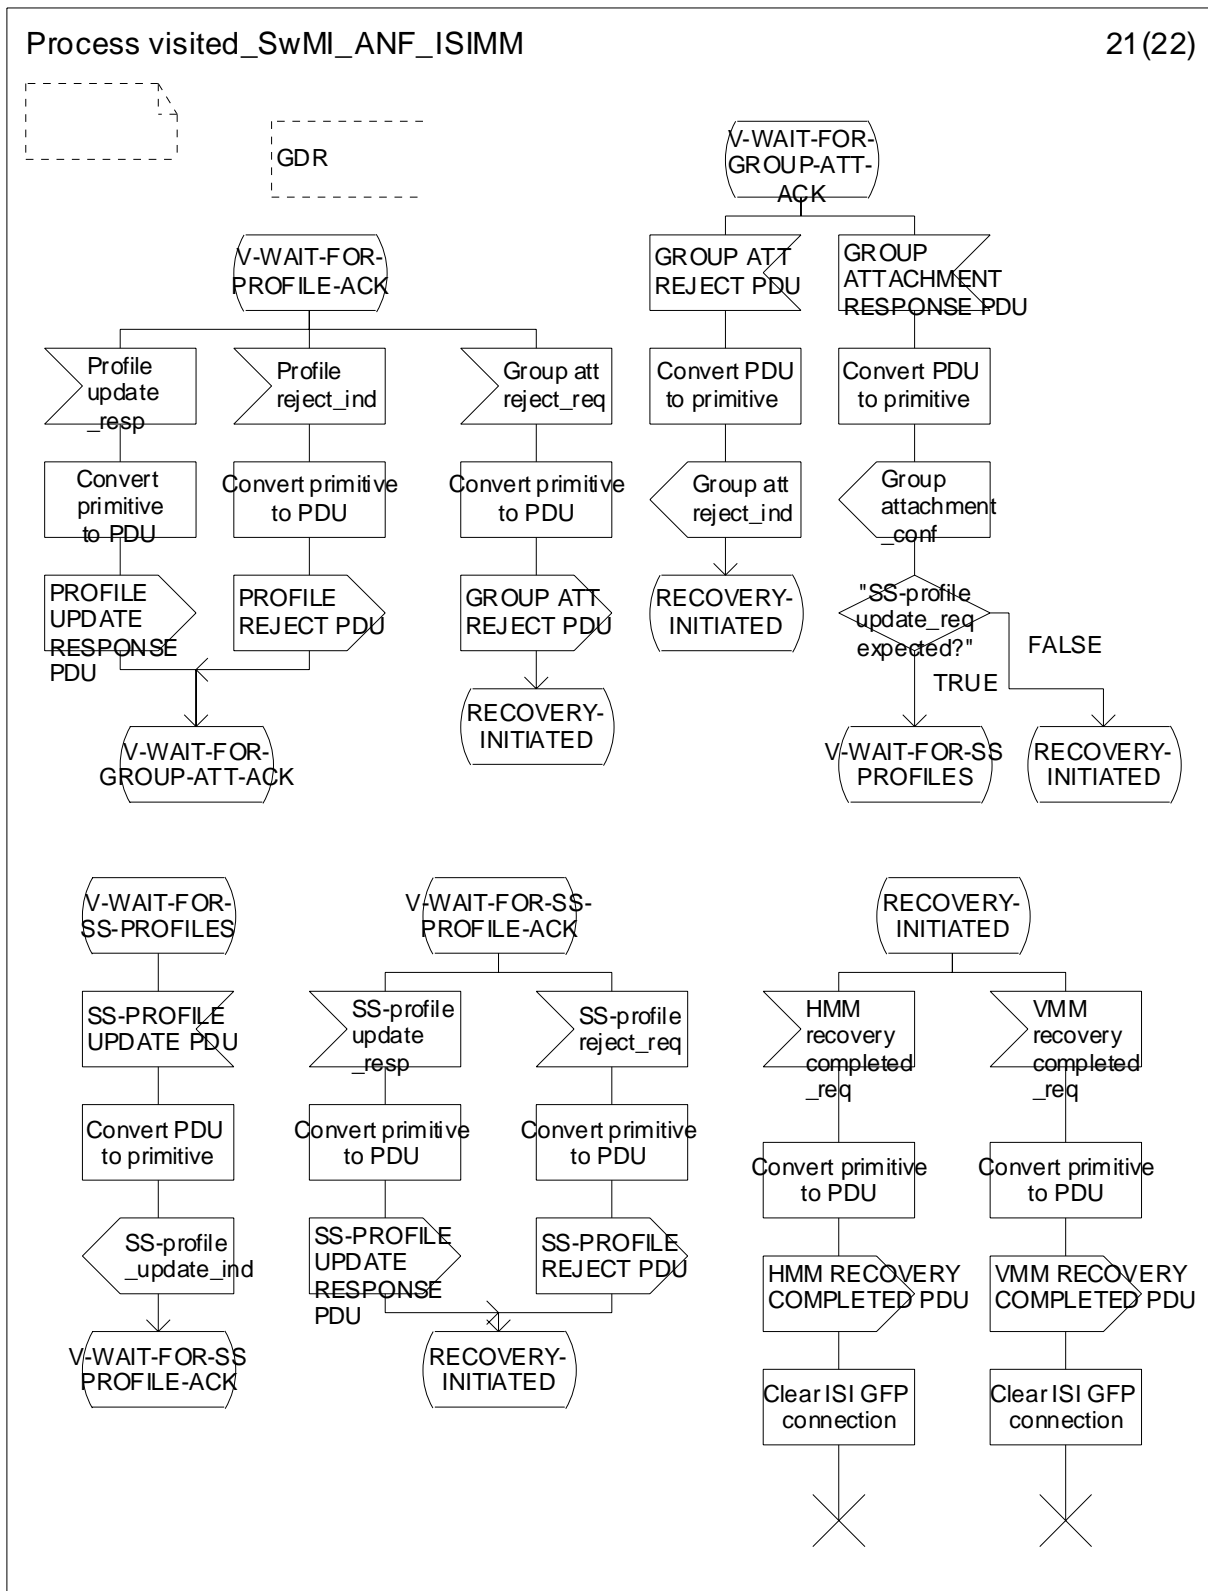 Process visited_SwMI_ANF_ISIMM
21(22)
GDR
V-WAIT-FOR-
PROFILE-ACK
Profile
update
_resp
Convert
primitive
to PDU
PROFILE
UPDATE
RESPONSE
PDU
Profile
reject_ind
Convert primitive
to PDU
PROFILE
REJECT PDU
V-WAIT-FOR-
GROUP-ATT-ACK
Group att
reject_req
Convert primitive
to PDU
GROUP ATT
REJECT PDU
RECOVERY-
INITIATED
V-WAIT-FOR-
GROUP-ATT-
ACK
GROUP ATT
REJECT PDU
Convert PDU
to primitive
Group att
reject_ind
RECOVERY-
INITIATED
GROUP
ATTACHMENT
RESPONSE PDU
Convert PDU
to primitive
Group
attachment
_conf
"SS-profile
update_req
expected?"
FALSE
TRUE
V-WAIT-FOR-SS
PROFILES
RECOVERY-
INITIATED
V-WAIT-FOR-
SS-PROFILES
SS-PROFILE
UPDATE PDU
Convert PDU
to primitive
SS-profile
_update_ind
V-WAIT-FOR-SS
PROFILE-ACK
V-WAIT-FOR-SS-
PROFILE-ACK
SS-profile
update
_resp
Convert primitive
to PDU
SS-PROFILE
UPDATE
RESPONSE
PDU
SS-profile
reject_req
Convert primitive
to PDU
SS-PROFILE
REJECT PDU
RECOVERY-
INITIATED
RECOVERY-
INITIATED
HMM
recovery
completed
_req
Convert primitive
to PDU
HMM RECOVERY
COMPLETED PDU
Clear ISI GFP
connection
VMM
recovery
completed
_req
Convert primitive
to PDU
VMM RECOVERY
COMPLETED PDU
Clear ISI GFP
connection